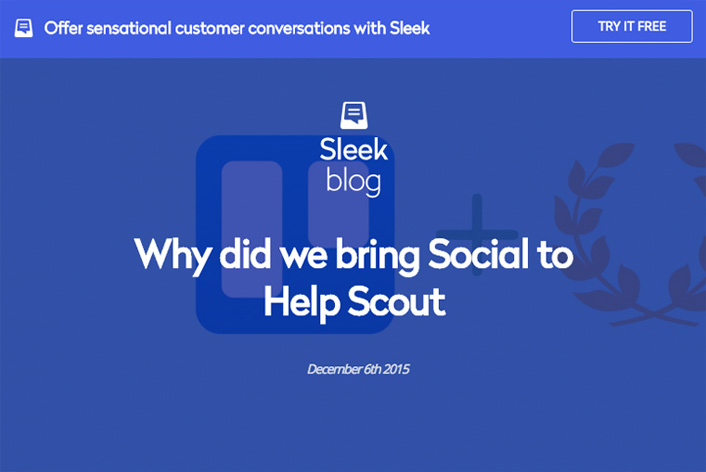 Offer sensational customer conversations with Sleek
TRY IT FREE
Sleek
blog
Why did we bring Social to
Help Scout
December 6th 2015